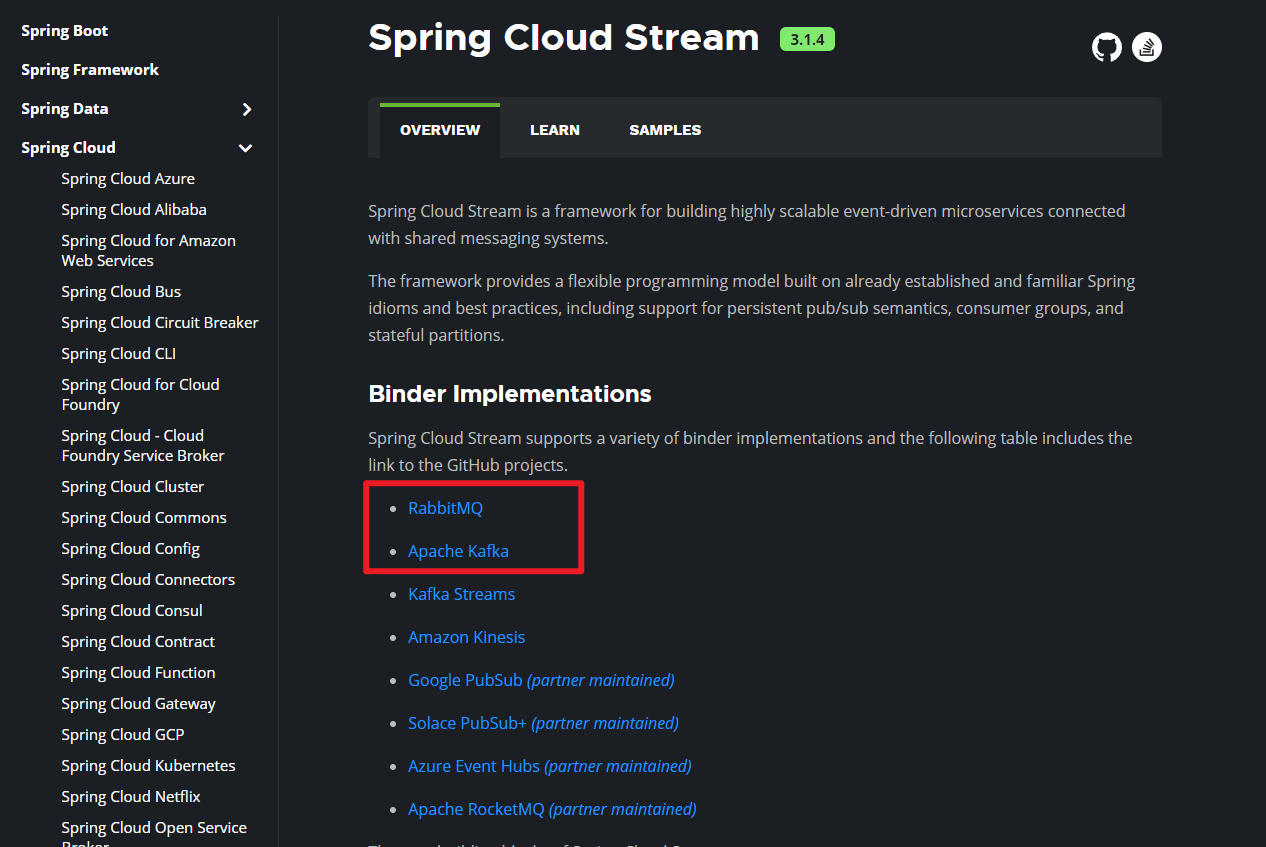 Spring Boot
Spring Framework
Spring Data
Spring Cloud
Spring Cloud Azure
Spring Cloud Alibaba
Spring Cloud for Amazon
Web Services
Spring Cloud Bus
Spring Cloud Circuit Breaker
Spring Cloud CLI
Spring Cloud for Cloud
Foundry
Spring Cloud - Cloud
Foundry Service Broker
Spring Cloud Cluster
Spring Cloud Commons
Spring Cloud Config
Spring Cloud Connectors
Spring Cloud Consul
Spring Cloud Contract
Spring Cloud Function
Spring Cloud Gateway
Spring Cloud GCP
Spring Cloud Kubernetes
Spring Cloud Netflix
Spring Cloud Open Service
Broker
Spring Cloud Stream 3.1.4
OVERVIEW LEARN SAMPLES
Spring Cloud Stream is a framework for building highly scalable event-driven microservices connected
with shared messaging systems.
The framework provides a flexible programming model built on already established and familiar Spring
idioms and best practices, including support for persistent pub/sub semantics, consumer groups, and
stateful partitions.
Binder Implementations
Spring Cloud Stream supports a variety of binder implementations and the following table includes the
link to the GitHub projects.
• RabbitMQ
• Apache Kafka
• Kafka Streams
• Amazon Kinesis
• Google PubSub (partner maintained)
• Solace PubSub+ (partner maintained)
• Azure Event Hubs (partner maintained)
• Apache RocketMQ (partner maintained)